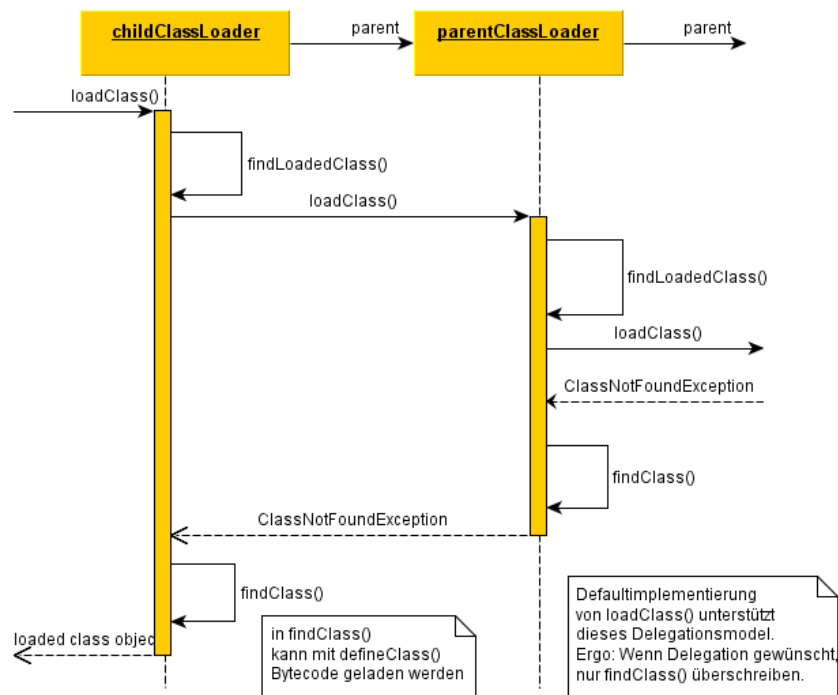 childClassLoader
parent
parentClassLoader
parent
loadClass()
findLoadedClass()
loadClass()
findLoadedClass()
loadClass()
ClassNotFoundException
findClass()
ClassNotFoundException
findClass()
loaded class objec
in findClass()
kann mit defineClass()
Bytecode geladen werden
Defaultimplementierung
von loadClass() unterstützt
dieses Delegationsmodel.
Ergo: Wenn Delegation gewünscht,
nur findClass() überschreiben.